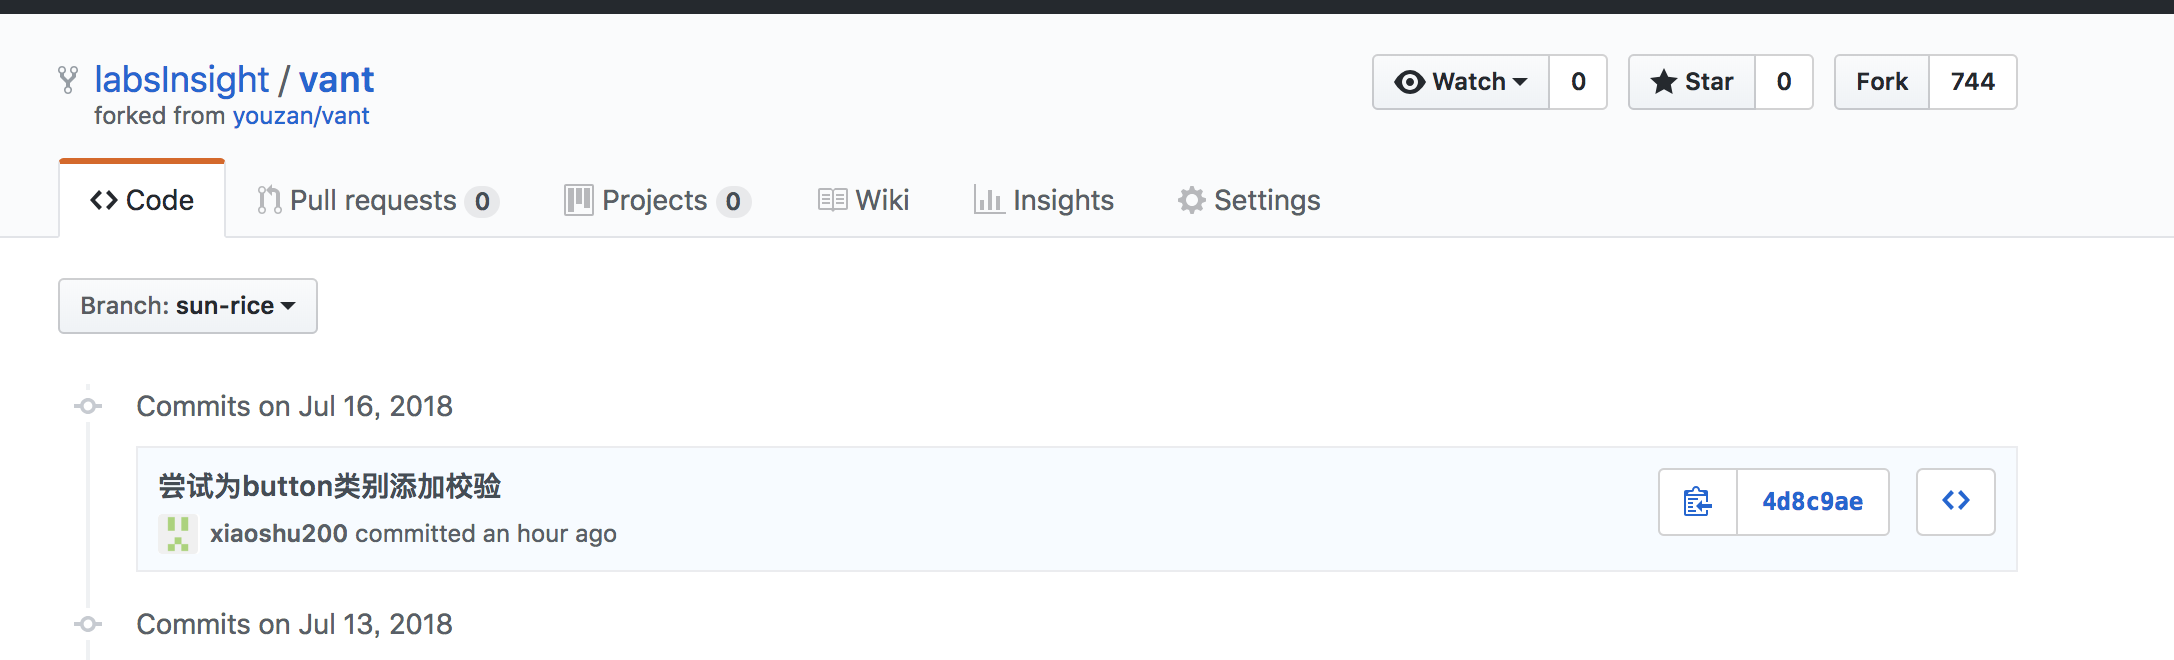 labsInsight / vant
forked from youzan/vant
Watch 0 Star 0 Fork 744
Code Pull requests 0 Projects 0 Wiki Insights Settings
Branch: sun-rice
Commits on Jul 16, 2018
尝试为button类别添加校验
xiaoshu200 committed an hour ago
4d8c9ae
Commits on Jul 13, 2018